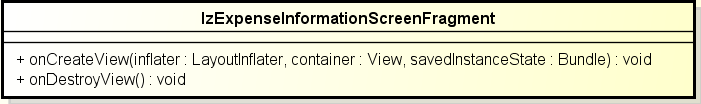 IzExpenseInformationScreenFragment
+ onCreateView(inflater : LayoutInflater, container : View, savedInstanceState : Bundle) : void
+ onDestroyView() : void